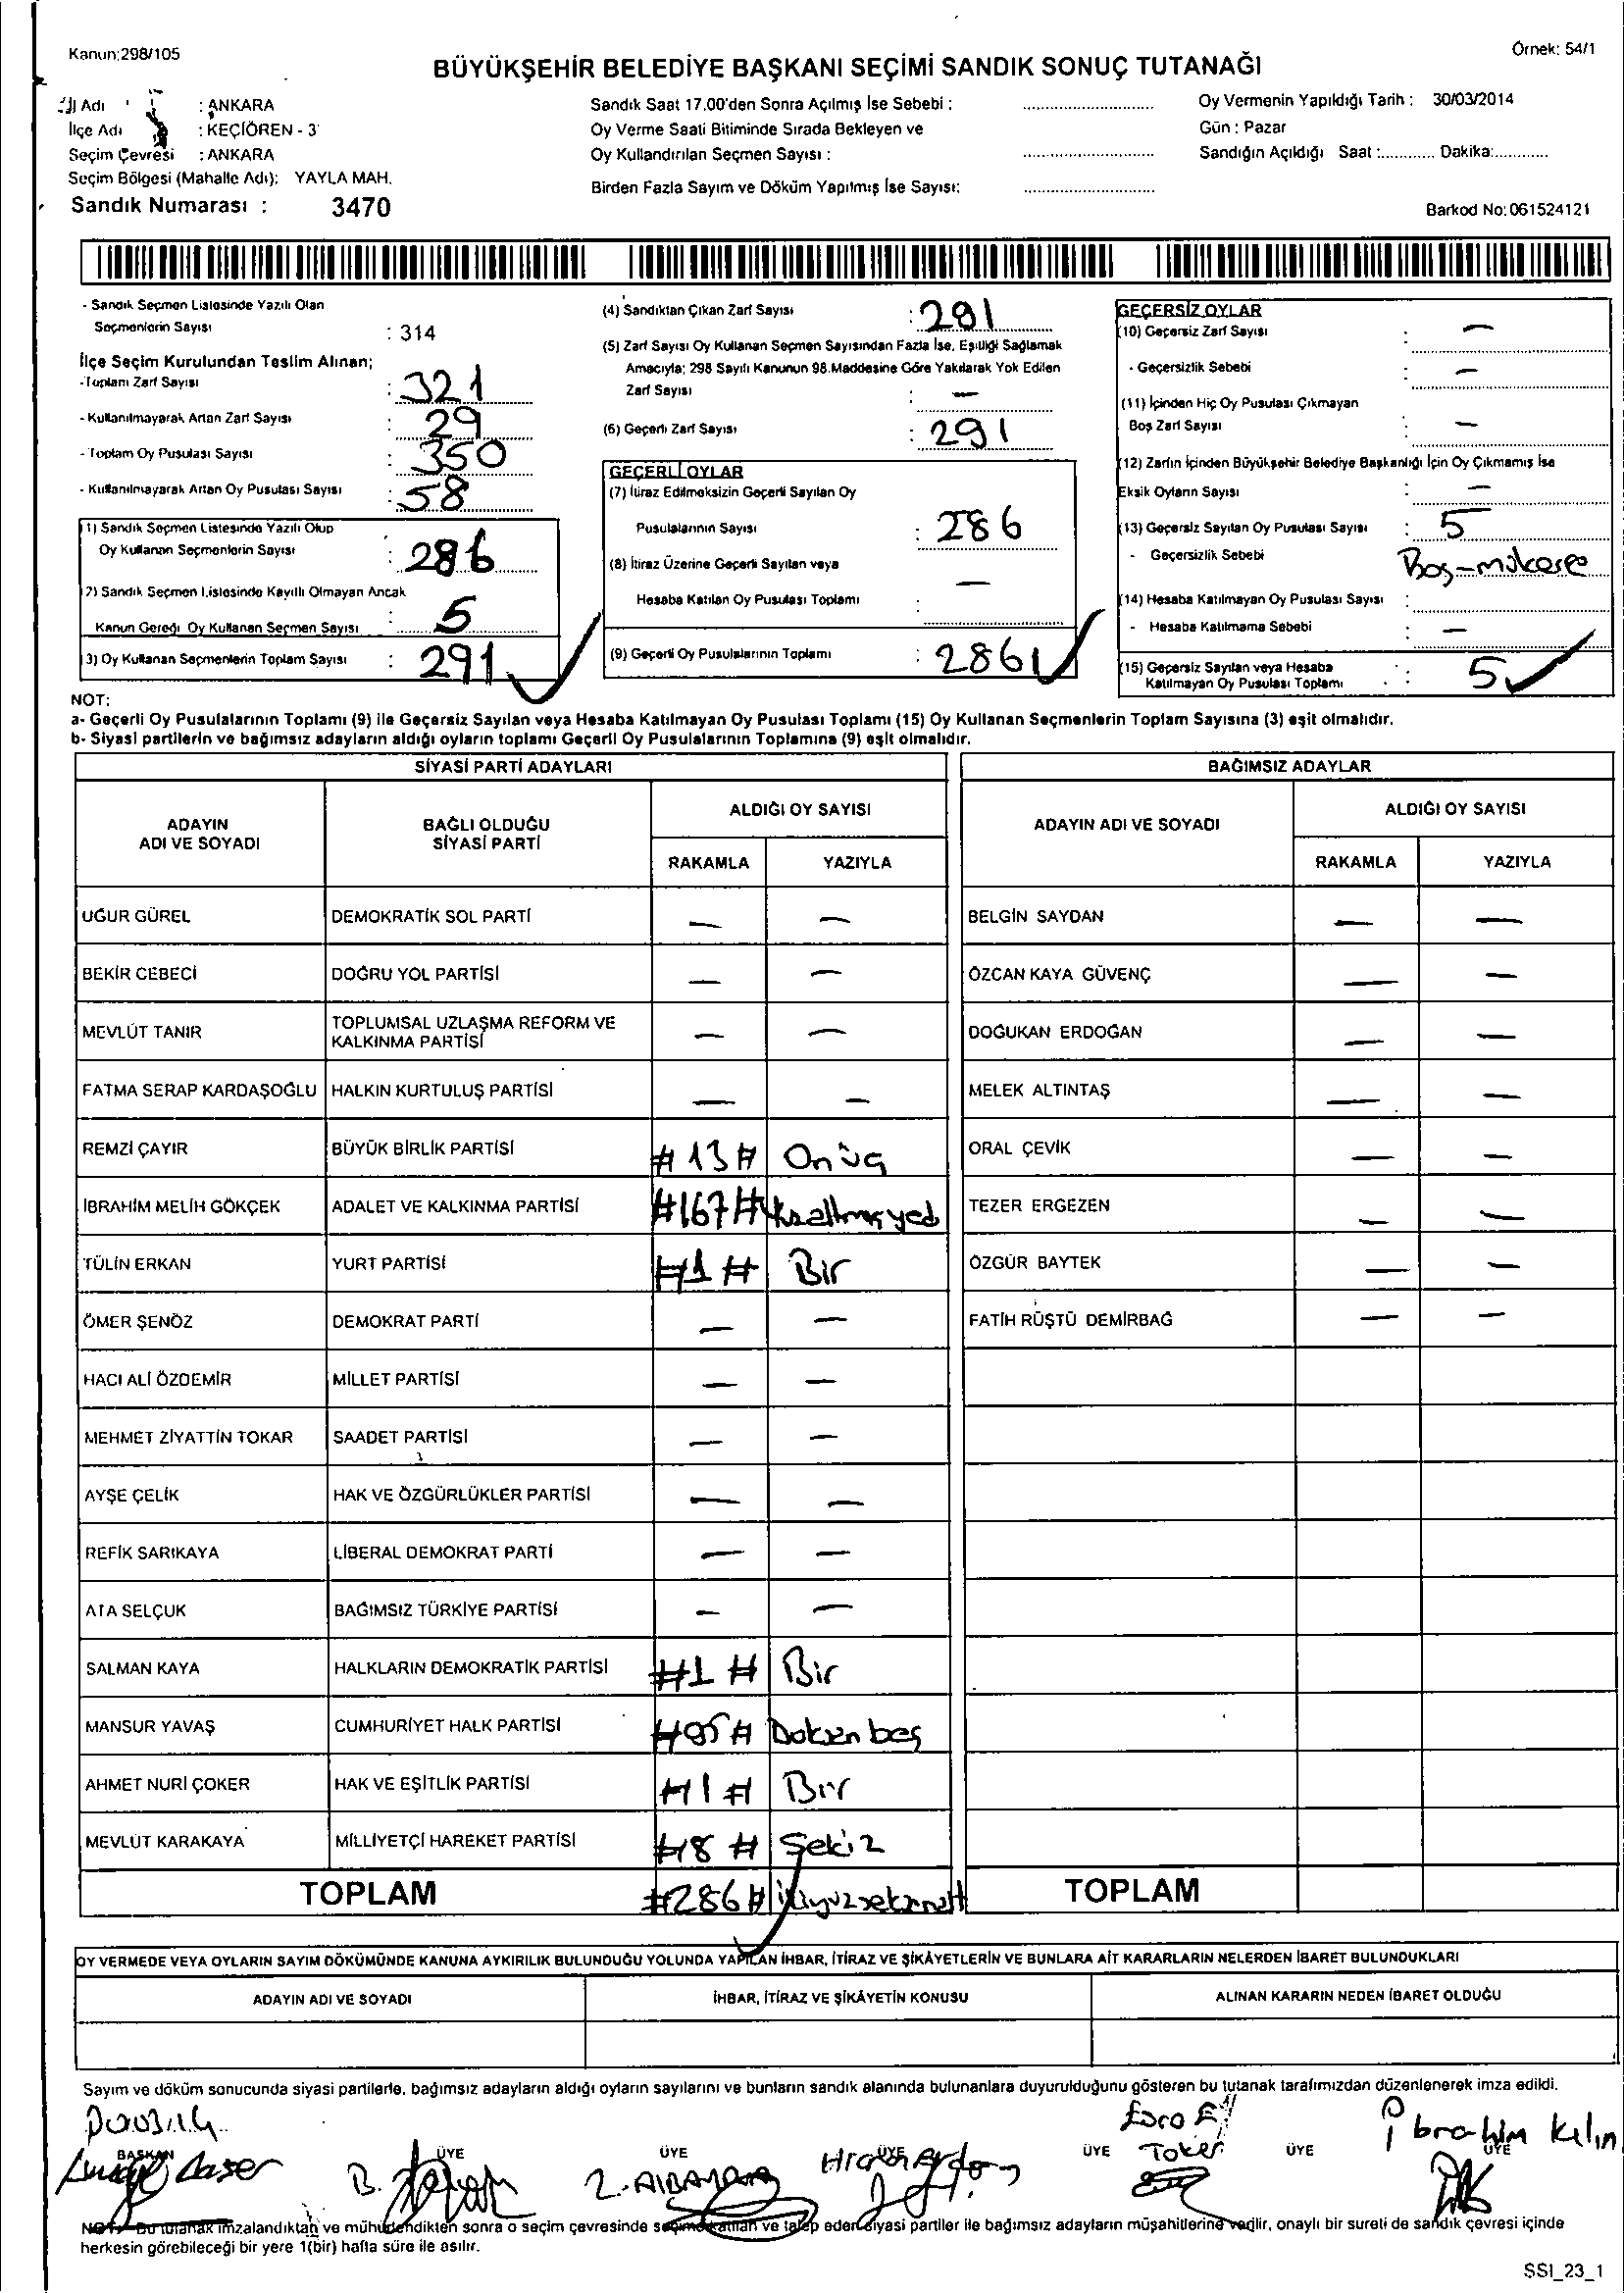 Kanun:298/105
Örnek: 54/1
BÜYÜKŞEHİR BELEDİYE BAŞKANI SEÇİMİ SANDIK SONUÇ TUTANAĞI
İl Adı : ANKARA
İlçe Adı : KEÇİÖREN - 3
Seçim Çevresi : ANKARA
Seçim Bölgesi (Mahalle Adı): YAYLA MAH.
Sandık Numarası : 3470
Sandık Saat 17.00'den Sonra Açılmış İse Sebebi :
Oy Verme Saati Bitiminde Sırada Bekleyen ve
Oy Kullandırılan Seçmen Sayısı :
Birden Fazla Sayım ve Döküm Yapılmış İse Sayısı:
Oy Vermenin Yapıldığı Tarih : 30/03/2014
Gün : Pazar
Sandığın Açıldığı Saat :............ Dakika:............
Barkod No: 061524121
- Sandık Seçmen Listesinde Yazılı Olan
Seçmenlerin Sayısı : 314
İlçe Seçim Kurulundan Teslim Alınan;
-Toplam Zarf Sayısı : 321
- Kullanılmayarak Artan Zarf Sayısı : 29
- Toplam Oy Pusulası Sayısı : 350
- Kullanılmayarak Artan Oy Pusulası Sayısı : 58
1) Sandık Seçmen Listesinde Yazılı Olup
Oy Kullanan Seçmenlerin Sayısı : 286
2) Sandık Seçmen Listesinde Kayıtlı Olmayan Ancak
Kanun Gereği Oy Kullanan Seçmen Sayısı : 5
3) Oy Kullanan Seçmenlerin Toplam Sayısı : 291
(4) Sandıktan Çıkan Zarf Sayısı : 291
(5) Zarf Sayısı Oy Kullanan Seçmen Sayısından Fazla İse, Eşitliği Sağlamak
Amacıyla; 298 Sayılı Kanunun 98.Maddesine Göre Yakılarak Yok Edilen
Zarf Sayısı : —
(6) Geçerli Zarf Sayısı : 291
GEÇERLİ OYLAR
(7) İtiraz Edilmeksizin Geçerli Sayılan Oy
Pusulalarının Sayısı : 286
(8) İtiraz Üzerine Geçerli Sayılan veya
Hesaba Katılan Oy Pusulası Toplamı : —
(9) Geçerli Oy Pusulalarının Toplamı : 286
GEÇERSİZ OYLAR
(10) Geçersiz Zarf Sayısı : —
- Geçersizlik Sebebi : —
(11) İçinden Hiç Oy Pusulası Çıkmayan
Boş Zarf Sayısı : —
(12) Zarfın İçinden Büyükşehir Belediye Başkanlığı İçin Oy Çıkmamış İse
Eksik Oyların Sayısı : —
(13) Geçersiz Sayılan Oy Pusulası Sayısı : 5
- Geçersizlik Sebebi Boş-mükerre
(14) Hesaba Katılmayan Oy Pusulası Sayısı :
- Hesaba Katılmama Sebebi : —
(15) Geçersiz Sayılan veya Hesaba
Katılmayan Oy Pusulası Toplamı : 5
NOT:
a- Geçerli Oy Pusulalarının Toplamı (9) ile Geçersiz Sayılan veya Hesaba Katılmayan Oy Pusulası Toplamı (15) Oy Kullanan Seçmenlerin Toplam Sayısına (3) eşit olmalıdır.
b- Siyasi partilerin ve bağımsız adayların aldığı oyların toplamı Geçerli Oy Pusulalarının Toplamına (9) eşit olmalıdır.
SİYASİ PARTİ ADAYLARI BAĞIMSIZ ADAYLAR
ADAYIN ADI VE SOYADI BAĞLI OLDUĞU SİYASİ PARTİ ALDIĞI OY SAYISI ADAYIN ADI VE SOYADI ALDIĞI OY SAYISI
RAKAMLA YAZIYLA RAKAMLA YAZIYLA
UĞUR GÜREL DEMOKRATİK SOL PARTİ — — BELGİN SAYDAN — —
BEKİR CEBECİ DOĞRU YOL PARTİSİ — — ÖZCAN KAYA GÜVENÇ — —
MEVLÜT TANIR TOPLUMSAL UZLAŞMA REFORM VE KALKINMA PARTİSİ — — DOĞUKAN ERDOĞAN — —
FATMA SERAP KARDAŞOĞLU HALKIN KURTULUŞ PARTİSİ — — MELEK ALTINTAŞ — —
REMZİ ÇAYIR BÜYÜK BİRLİK PARTİSİ #13# Onüç ORAL ÇEVİK — —
İBRAHİM MELİH GÖKÇEK ADALET VE KALKINMA PARTİSİ #167# TEZER ERGEZEN — —
TÜLİN ERKAN YURT PARTİSİ #1# Bir ÖZGÜR BAYTEK — —
ÖMER ŞENÖZ DEMOKRAT PARTİ — — FATİH RÜŞTÜ DEMİRBAĞ — —
HACI ALİ ÖZDEMİR MİLLET PARTİSİ — —
MEHMET ZİYATTİN TOKAR SAADET PARTİSİ — —
AYŞE ÇELİK HAK VE ÖZGÜRLÜKLER PARTİSİ — —
REFİK SARIKAYA LİBERAL DEMOKRAT PARTİ — —
ATA SELÇUK BAĞIMSIZ TÜRKİYE PARTİSİ — —
SALMAN KAYA HALKLARIN DEMOKRATİK PARTİSİ #1# Bir
MANSUR YAVAŞ CUMHURİYET HALK PARTİSİ #95# Doksan beş
AHMET NURİ ÇOKER HAK VE EŞİTLİK PARTİSİ #1# Bir
MEVLÜT KARAKAYA MİLLİYETÇİ HAREKET PARTİSİ #8# Sekiz
TOPLAM #286# ikiyüzseksenaltı TOPLAM
OY VERMEDE VEYA OYLARIN SAYIM DÖKÜMÜNDE KANUNA AYKIRILIK BULUNDUĞU YOLUNDA YAPILAN İHBAR, İTİRAZ VE ŞİKÂYETLERİN VE BUNLARA AİT KARARLARIN NELERDEN İBARET BULUNDUKLARI
ADAYIN ADI VE SOYADI İHBAR, İTİRAZ VE ŞİKÂYETİN KONUSU ALINAN KARARIN NEDEN İBARET OLDUĞU
Sayım ve döküm sonucunda siyasi partilerle, bağımsız adayların aldığı oyların sayılarını ve bunların sandık alanında bulunanlara duyurulduğunu gösteren bu tutanak tarafımızdan düzenlenerek imza edildi.
Esra E. Toker
İbrahim Kılın
BAŞKAN ÜYE ÜYE ÜYE ÜYE ÜYE ÜYE
NOT: Bu tutanak imzalandıktan ve mühürlendikten sonra o seçim çevresinde seçime katılan ve talep eden siyasi partiler ile bağımsız adayların müşahitlerine verilir, onaylı bir sureti de sandık çevresi içinde
herkesin görebileceği bir yere 1(bir) hafta süre ile asılır.
SSI_23_1